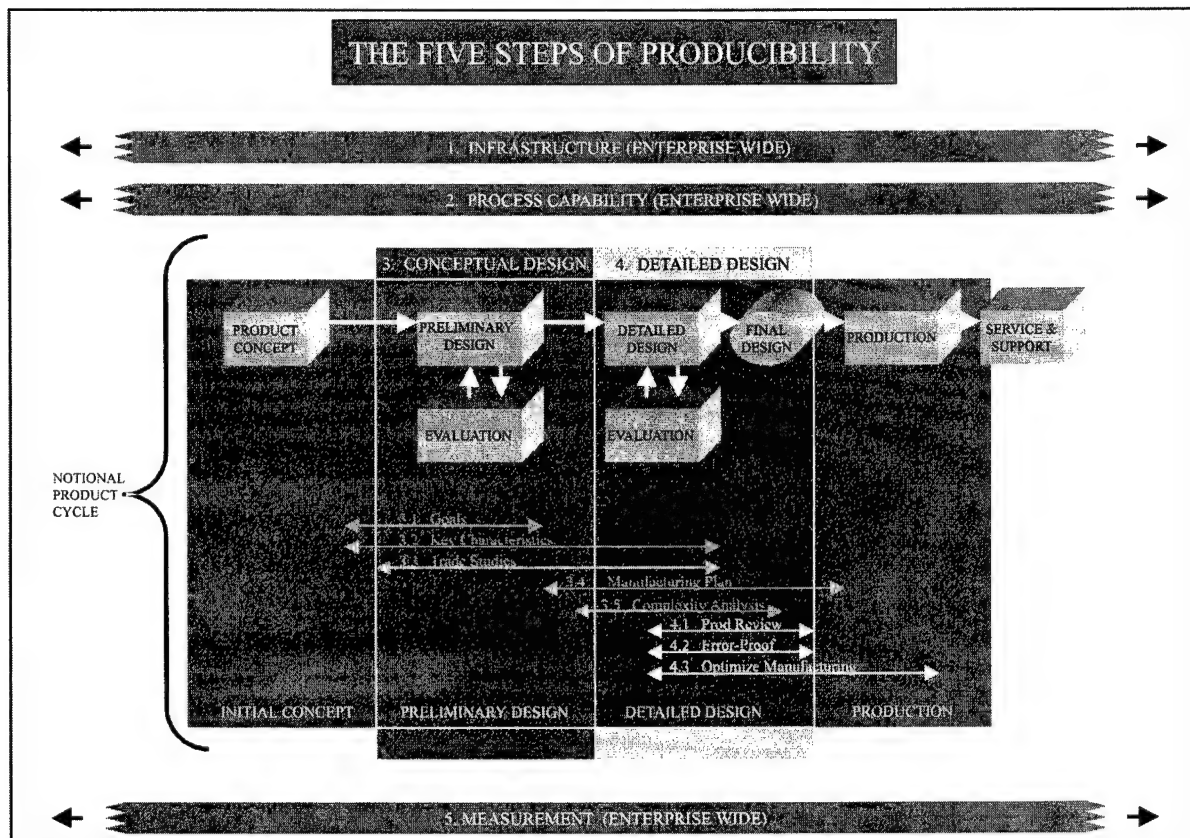 THE FIVE STEPS OF PRODUCIBILITY
1. INFRASTRUCTURE (ENTERPRISE WIDE)
2. PROCESS CAPABILITY (ENTERPRISE WIDE)
3. CONCEPTUAL DESIGN
4. DETAILED DESIGN
PRODUCT
CONCEPT
PRELIMINARY
DESIGN
DETAILED
DESIGN
FINAL
DESIGN
PRODUCTION
SERVICE &
SUPPORT
EVALUATION
EVALUATION
NOTIONAL
PRODUCT
CYCLE
3.1 Goals
3.2 Key Characteristics
3.3 Trade Studies
3.4 Manufacturing Plan
3.5 Complexity Analysis
4.1 Prod Review
4.2 Error-Proof
4.3 Optimize Manufacturing
INITIAL CONCEPT
PRELIMINARY DESIGN
DETAILED DESIGN
PRODUCTION
5. MEASUREMENT (ENTERPRISE WIDE)